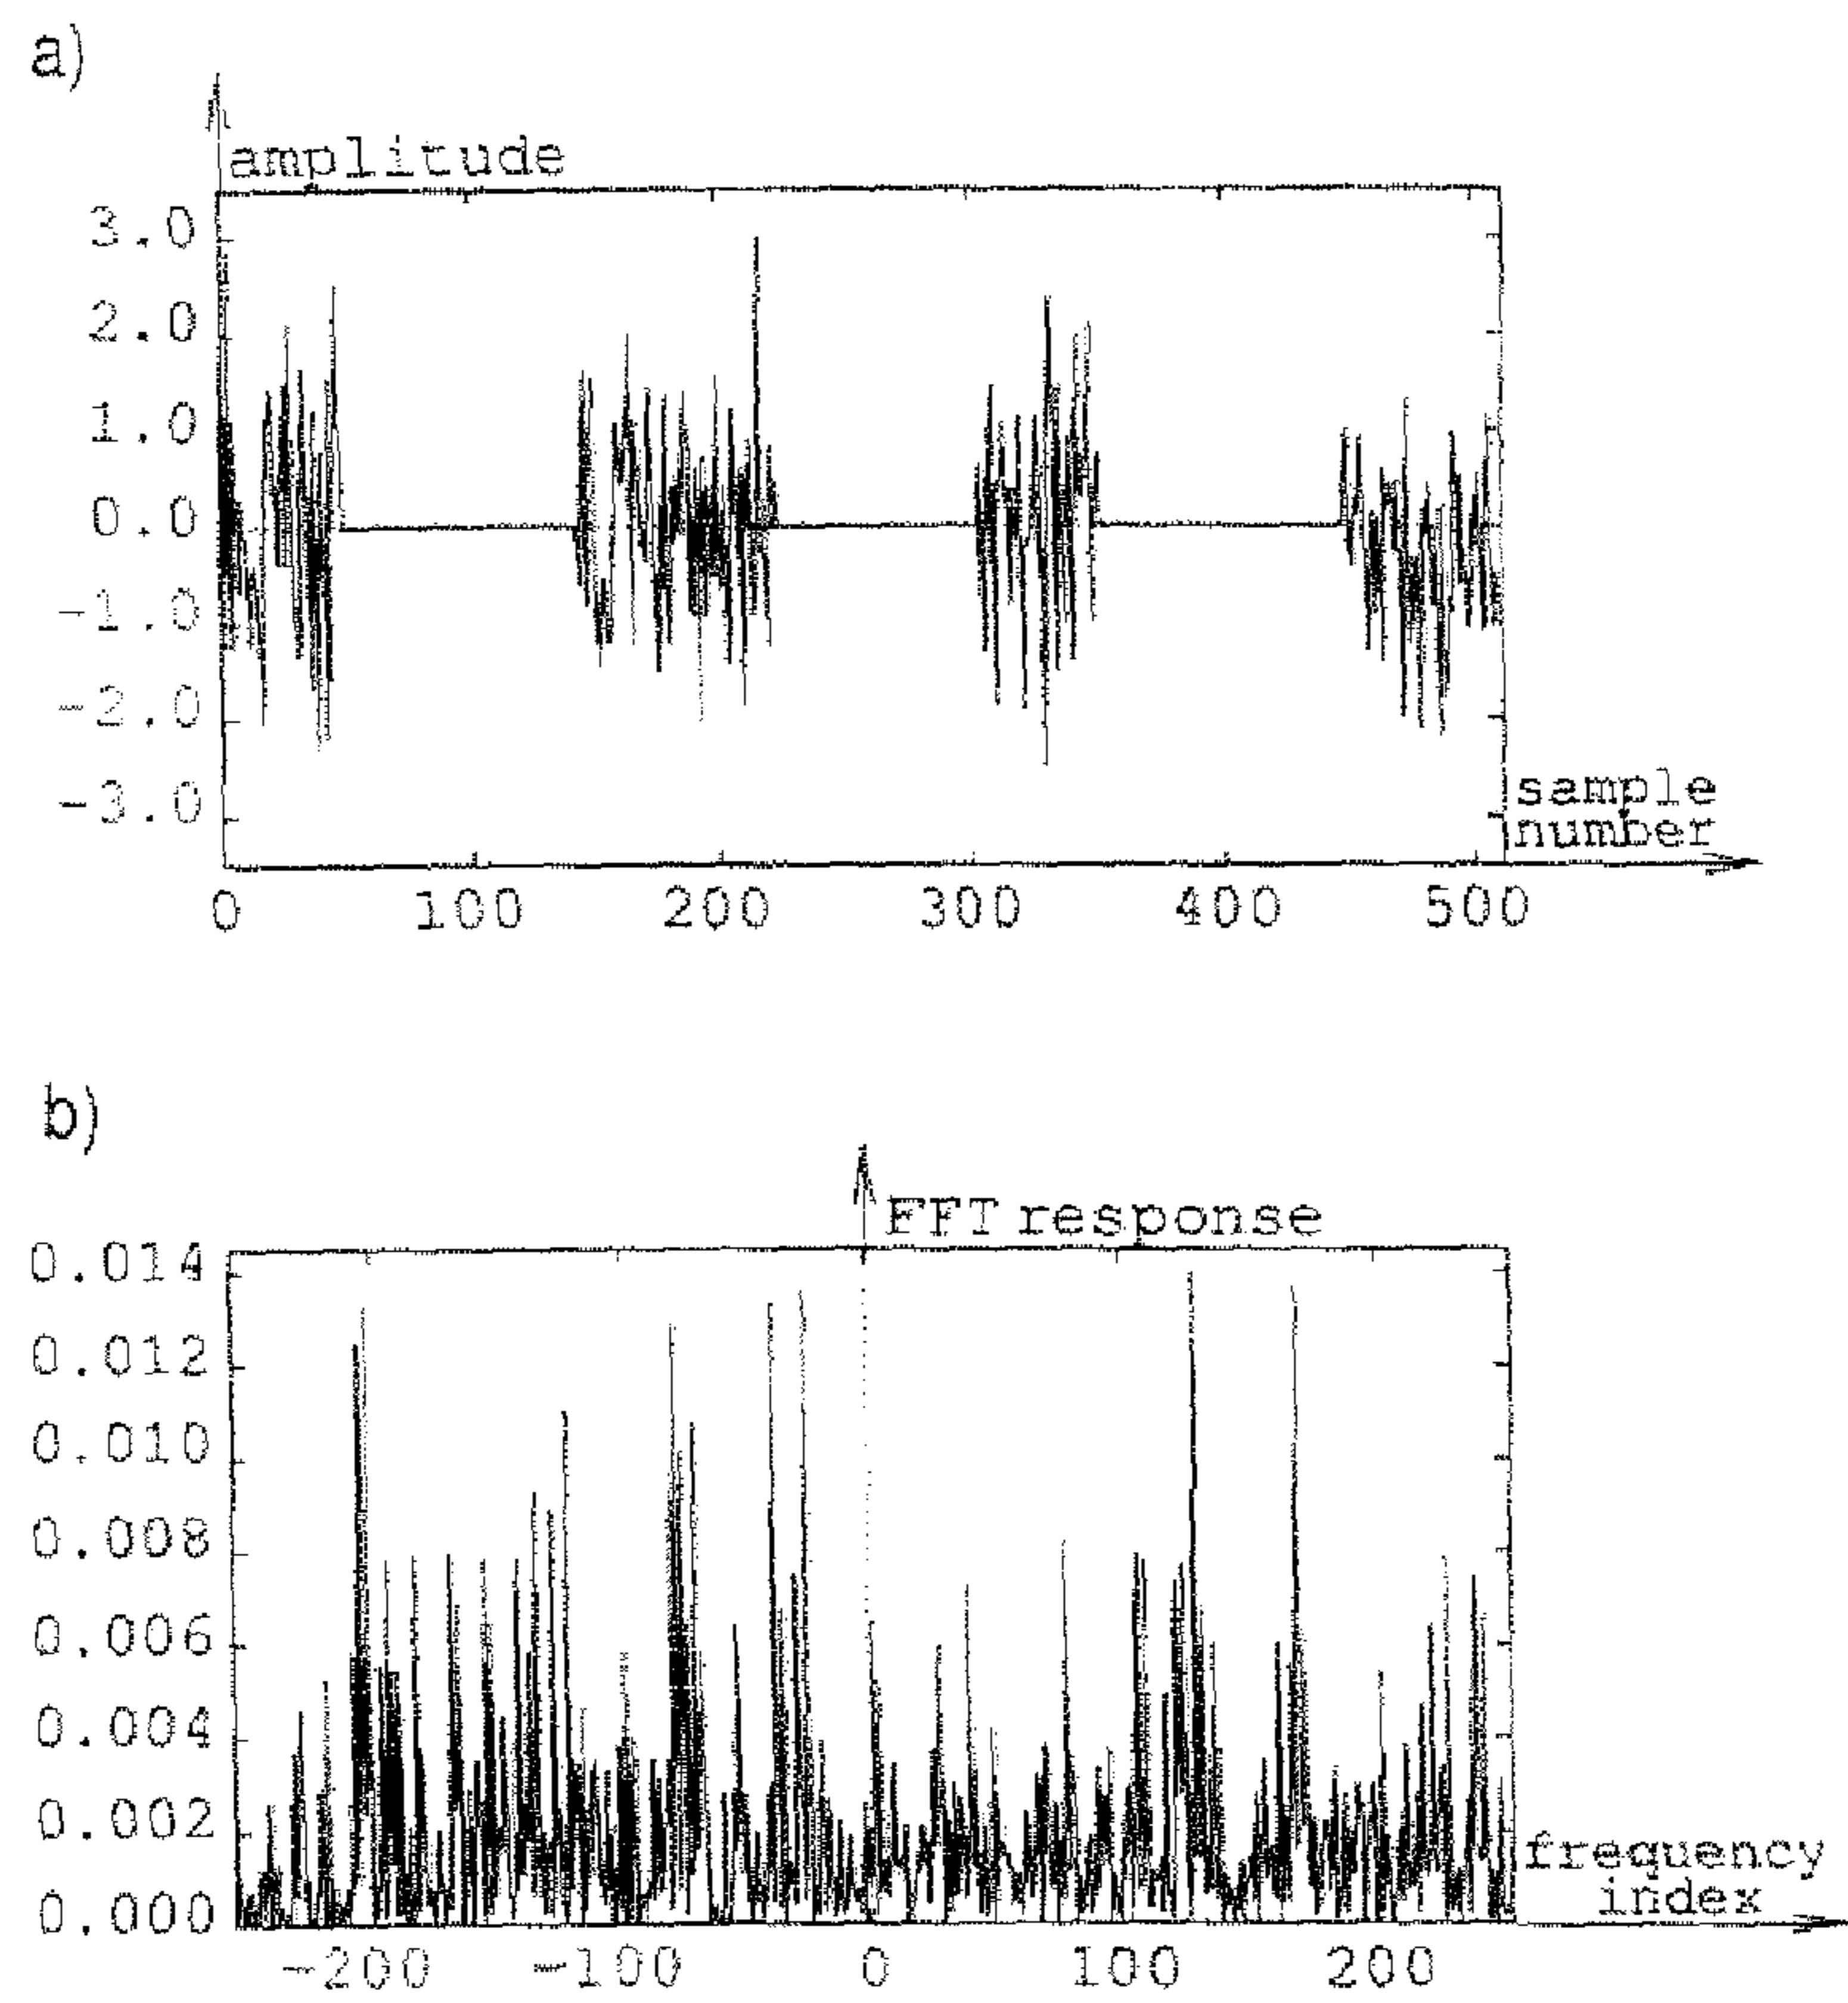 a)
amplitude
3.0
2.0
1.0
0.0
-1.0
-2.0
-3.0
sample
number
0 100 200 300 400 500
b)
FFT response
0.014
0.012
0.010
0.008
0.006
0.004
0.002
0.000
frequency
index
-200 -100 0 100 200